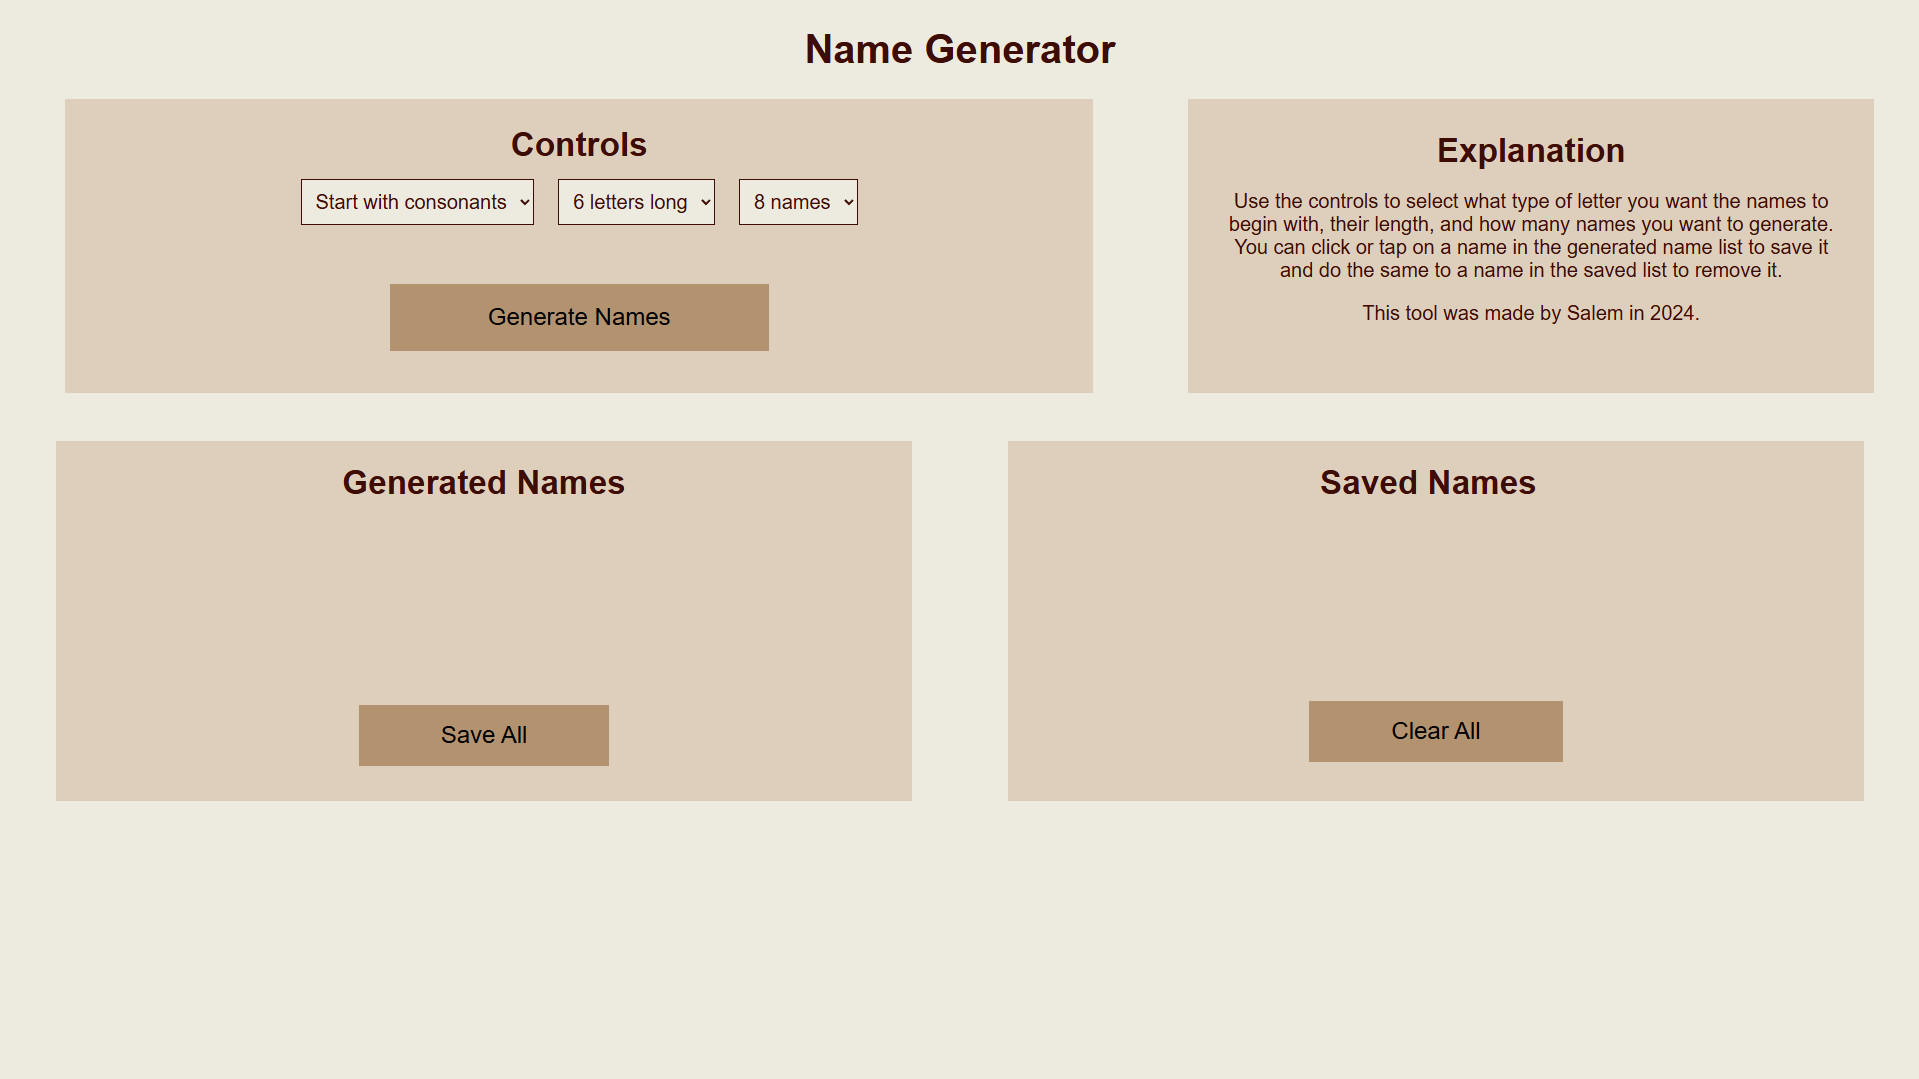 Name Generator
Controls
Start with consonants
6 letters long
8 names
Generate Names
Explanation
Use the controls to select what type of letter you want the names to
begin with, their length, and how many names you want to generate.
You can click or tap on a name in the generated name list to save it
and do the same to a name in the saved list to remove it.
This tool was made by Salem in 2024.
Generated Names
Save All
Saved Names
Clear All